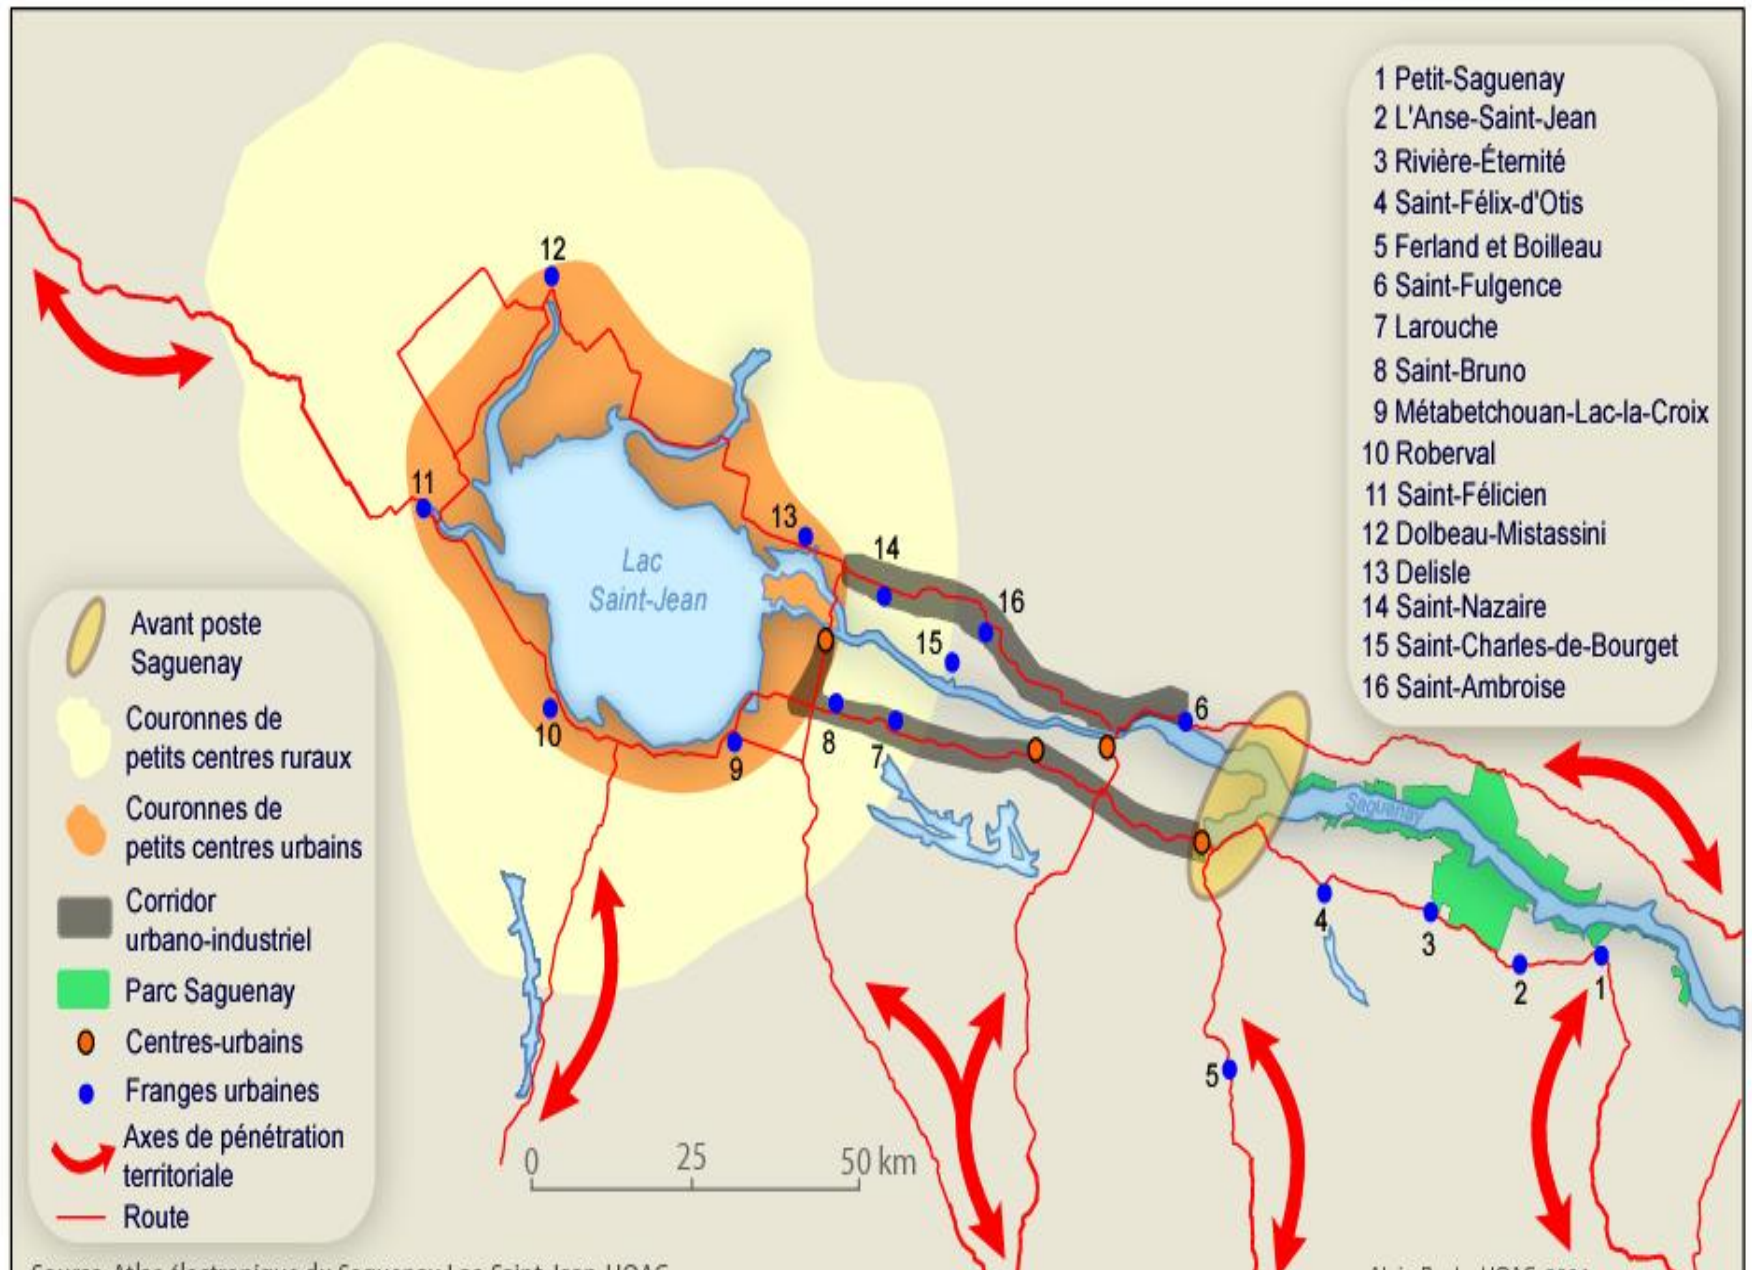 1 Petit-Saguenay
2 L'Anse-Saint-Jean
3 Rivière-Éternité
4 Saint-Félix-d'Otis
5 Ferland et Boilleau
6 Saint-Fulgence
7 Larouche
8 Saint-Bruno
9 Métabetchouan-Lac-la-Croix
10 Roberval
11 Saint-Félicien
12 Dolbeau-Mistassini
13 Delisle
14 Saint-Nazaire
15 Saint-Charles-de-Bourget
16 Saint-Ambroise
12
11
13
14
16
15
Lac
Saint-Jean
6
10
9
8
7
Saguenay
4
3
2
1
5
Avant poste
Saguenay
Couronnes de
petits centres ruraux
Couronnes de
petits centres urbains
Corridor
urbano-industriel
Parc Saguenay
Centres-urbains
Franges urbaines
Axes de pénétration
territoriale
Route
0 25 50 km